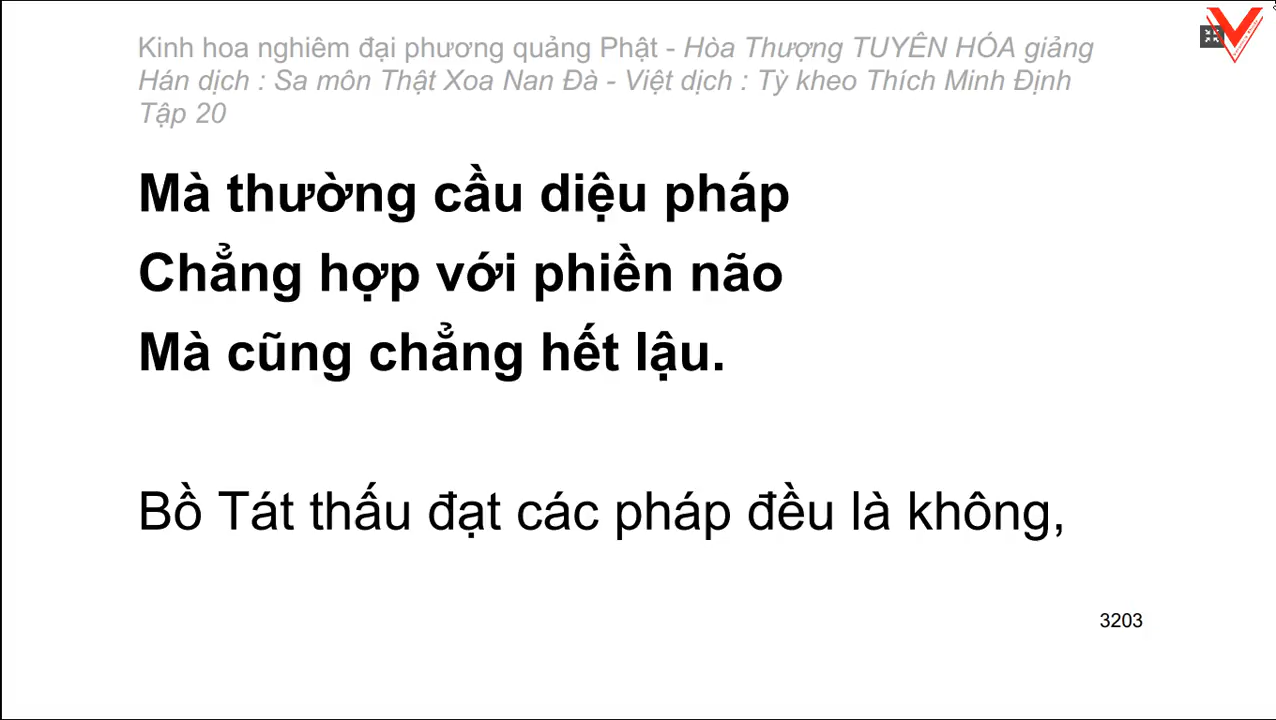 Kinh hoa nghiêm đại phương quảng Phật - Hòa Thượng TUYÊN HÓA giảng
Hán dịch : Sa môn Thật Xoa Nan Đà - Việt dịch : Tỳ kheo Thích Minh Định
Tập 20
Mà thường cầu diệu pháp
Chẳng hợp với phiền não
Mà cũng chẳng hết lậu.
Bồ Tát thấu đạt các pháp đều là không,
3203